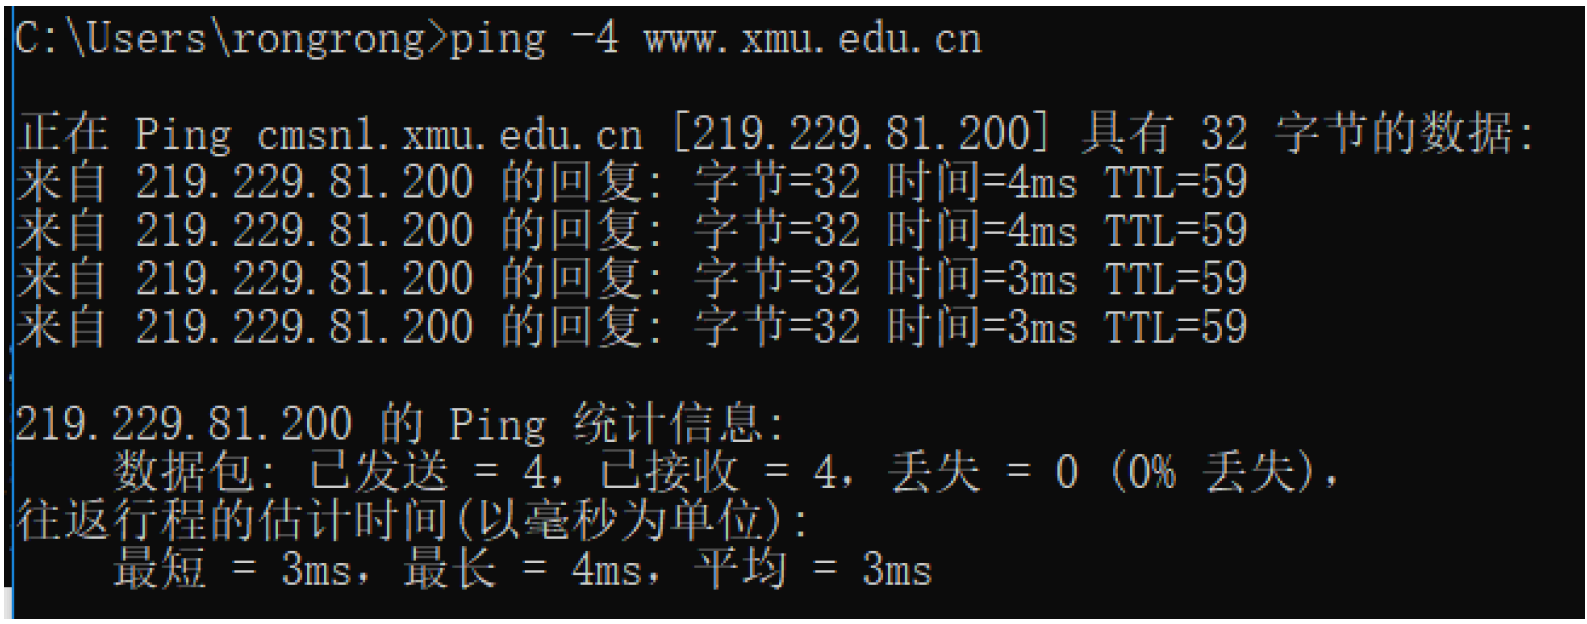 C:\Users\rongrong>ping -4 www.xmu.edu.cn
正在 Ping cmsn1.xmu.edu.cn [219.229.81.200] 具有 32 字节的数据:
来自 219.229.81.200 的回复: 字节=32 时间=4ms TTL=59
来自 219.229.81.200 的回复: 字节=32 时间=4ms TTL=59
来自 219.229.81.200 的回复: 字节=32 时间=3ms TTL=59
来自 219.229.81.200 的回复: 字节=32 时间=3ms TTL=59
219.229.81.200 的 Ping 统计信息:
数据包: 已发送 = 4，已接收 = 4，丢失 = 0 (0% 丢失)，
往返行程的估计时间(以毫秒为单位):
最短 = 3ms，最长 = 4ms，平均 = 3ms